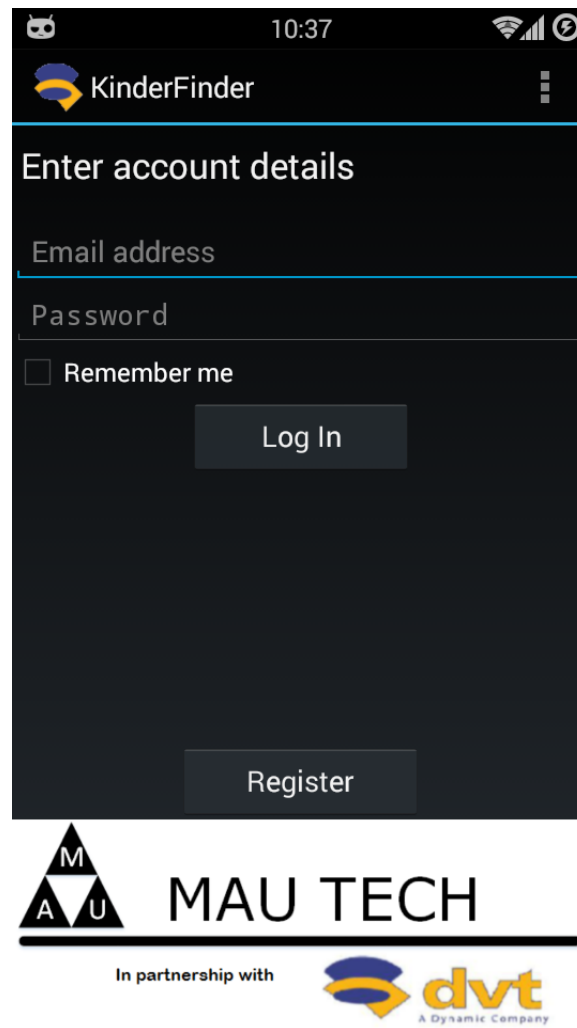 10:37
KinderFinder
Enter account details
Email address
Password
Remember me
Log In
Register
M
A U
MAU TECH
In partnership with
dvt
A Dynamic Company